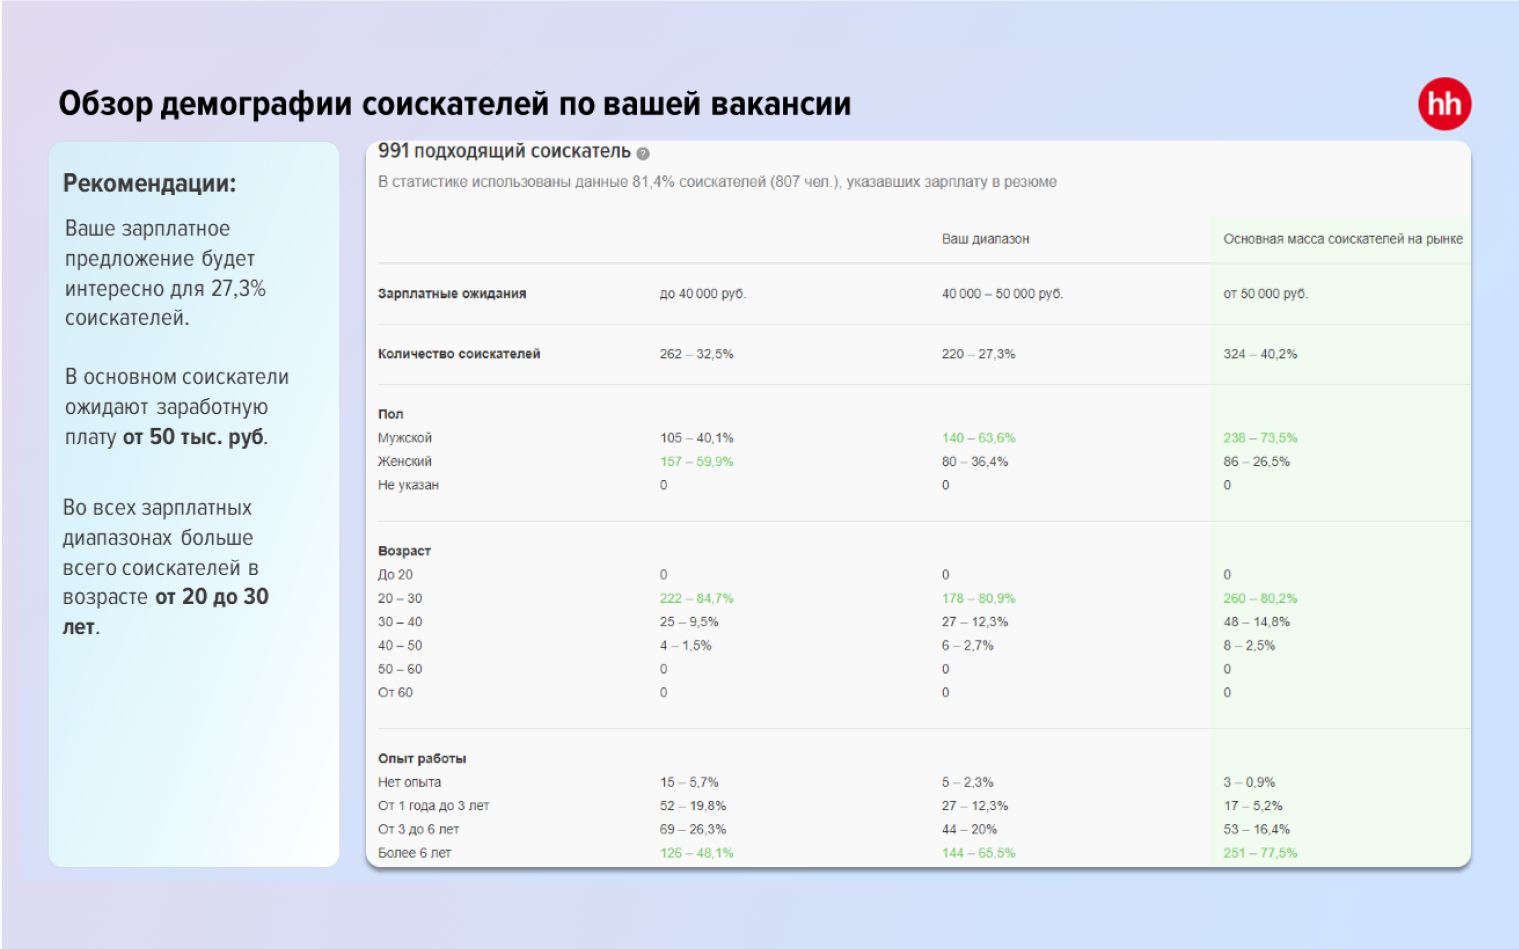 Обзор демографии соискателей по вашей вакансии
hh
Рекомендации:
Ваше зарплатное
предложение будет
интересно для 27,3%
соискателей.
В основном соискатели
ожидают заработную
плату от 50 тыс. руб.
Во всех зарплатных
диапазонах больше
всего соискателей в
возрасте от 20 до 30
лет.
991 подходящий соискатель ?
В статистике использованы данные 81,4% соискателей (807 чел.), указавших зарплату в резюме
Ваш диапазон Основная масса соискателей на рынке
Зарплатные ожидания до 40 000 руб. 40 000 – 50 000 руб. от 50 000 руб.
Количество соискателей 262 – 32,5% 220 – 27,3% 324 – 40,2%
Пол
Мужской 105 – 40,1% 140 – 63,6% 238 – 73,5%
Женский 157 – 59,9% 80 – 36,4% 86 – 26,5%
Не указан 0 0 0
Возраст
До 20 0 0 0
20 – 30 222 – 84,7% 178 – 80,9% 260 – 80,2%
30 – 40 25 – 9,5% 27 – 12,3% 48 – 14,8%
40 – 50 4 – 1,5% 6 – 2,7% 8 – 2,5%
50 – 60 0 0 0
От 60 0 0 0
Опыт работы
Нет опыта 15 – 5,7% 5 – 2,3% 3 – 0,9%
От 1 года до 3 лет 52 – 19,8% 27 – 12,3% 17 – 5,2%
От 3 до 6 лет 69 – 26,3% 44 – 20% 53 – 16,4%
Более 6 лет 126 – 48,1% 144 – 65,5% 251 – 77,5%